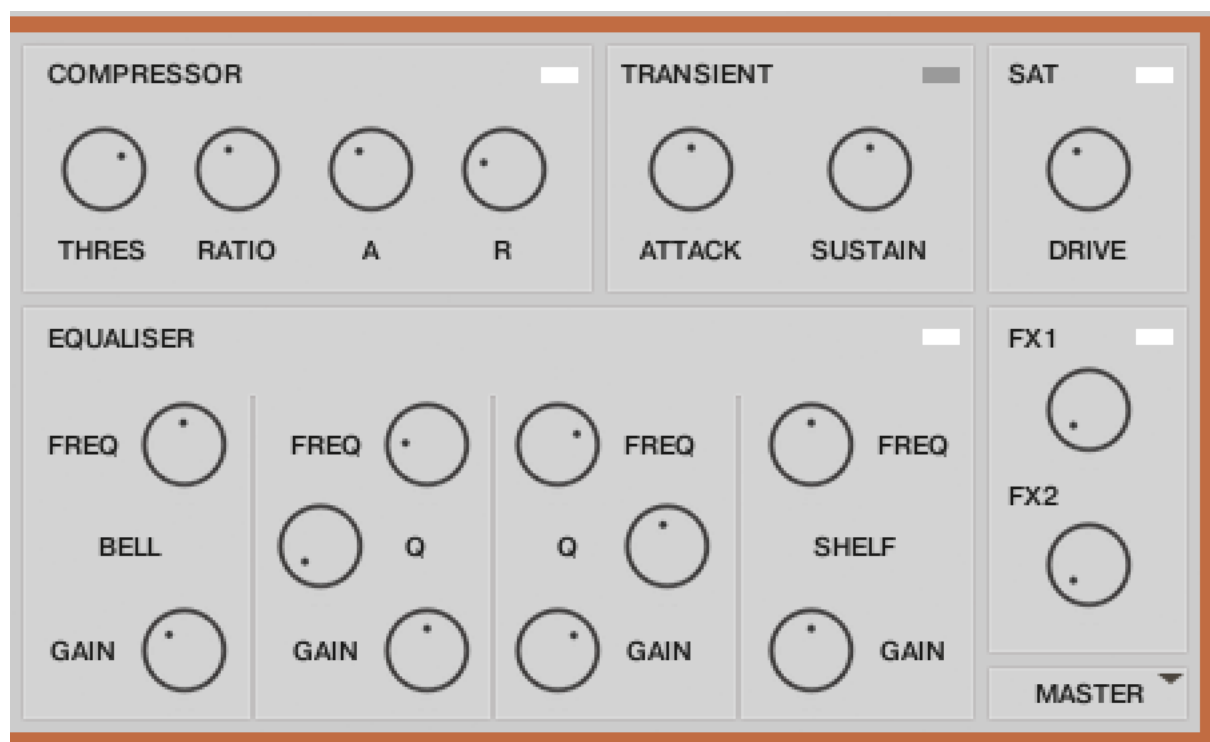 COMPRESSOR
THRES RATIO A R
TRANSIENT
ATTACK SUSTAIN
SAT
DRIVE
EQUALISER
FREQ FREQ FREQ FREQ
BELL Q Q SHELF
GAIN GAIN GAIN GAIN
FX1
FX2
MASTER